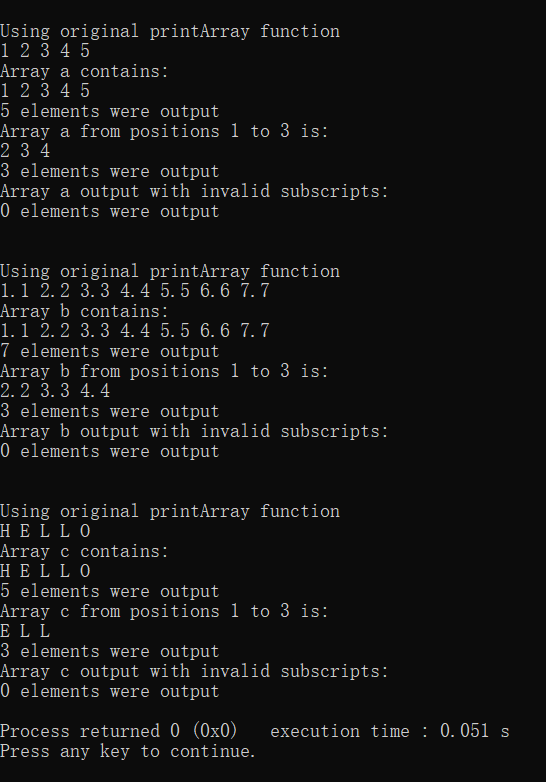 Using original printArray function
1 2 3 4 5
Array a contains:
1 2 3 4 5
5 elements were output
Array a from positions 1 to 3 is:
2 3 4
3 elements were output
Array a output with invalid subscripts:
0 elements were output
Using original printArray function
1.1 2.2 3.3 4.4 5.5 6.6 7.7
Array b contains:
1.1 2.2 3.3 4.4 5.5 6.6 7.7
7 elements were output
Array b from positions 1 to 3 is:
2.2 3.3 4.4
3 elements were output
Array b output with invalid subscripts:
0 elements were output
Using original printArray function
H E L L O
Array c contains:
H E L L O
5 elements were output
Array c from positions 1 to 3 is:
E L L
3 elements were output
Array c output with invalid subscripts:
0 elements were output
Process returned 0 (0x0)   execution time : 0.051 s
Press any key to continue.